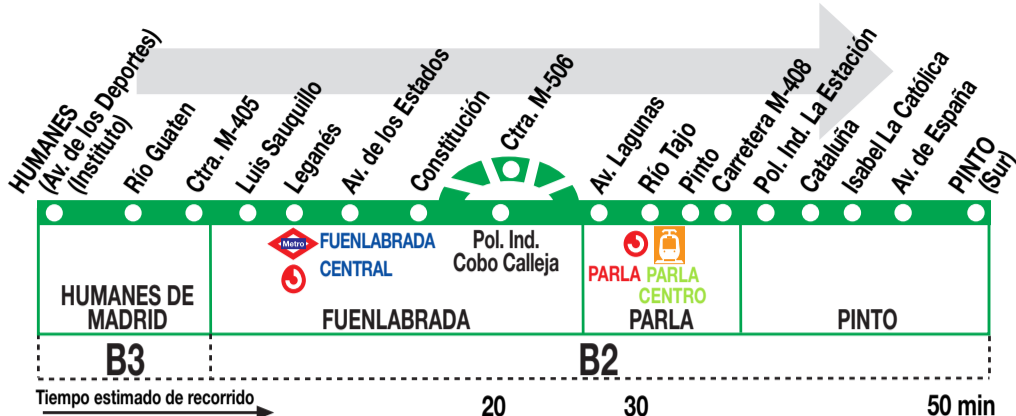 HUMANES
(Av. de los Deportes)
(Instituto)
Río Guaten
Ctra. M-405
Luis Sauquillo
Leganés
Av. de los Estados
Constitución
Ctra. M-506
Av. Lagunas
Río Tajo
Pinto
Carretera M-408
Pol. Ind. La Estación
Cataluña
Isabel La Católica
Av. de España
PINTO
(Sur)
Metro
FUENLABRADA
CENTRAL
Pol. Ind.
Cobo Calleja
PARLA
PARLA
CENTRO
HUMANES DE
MADRID
FUENLABRADA
PARLA
PINTO
B3
B2
Tiempo estimado de recorrido
20
30
50 min